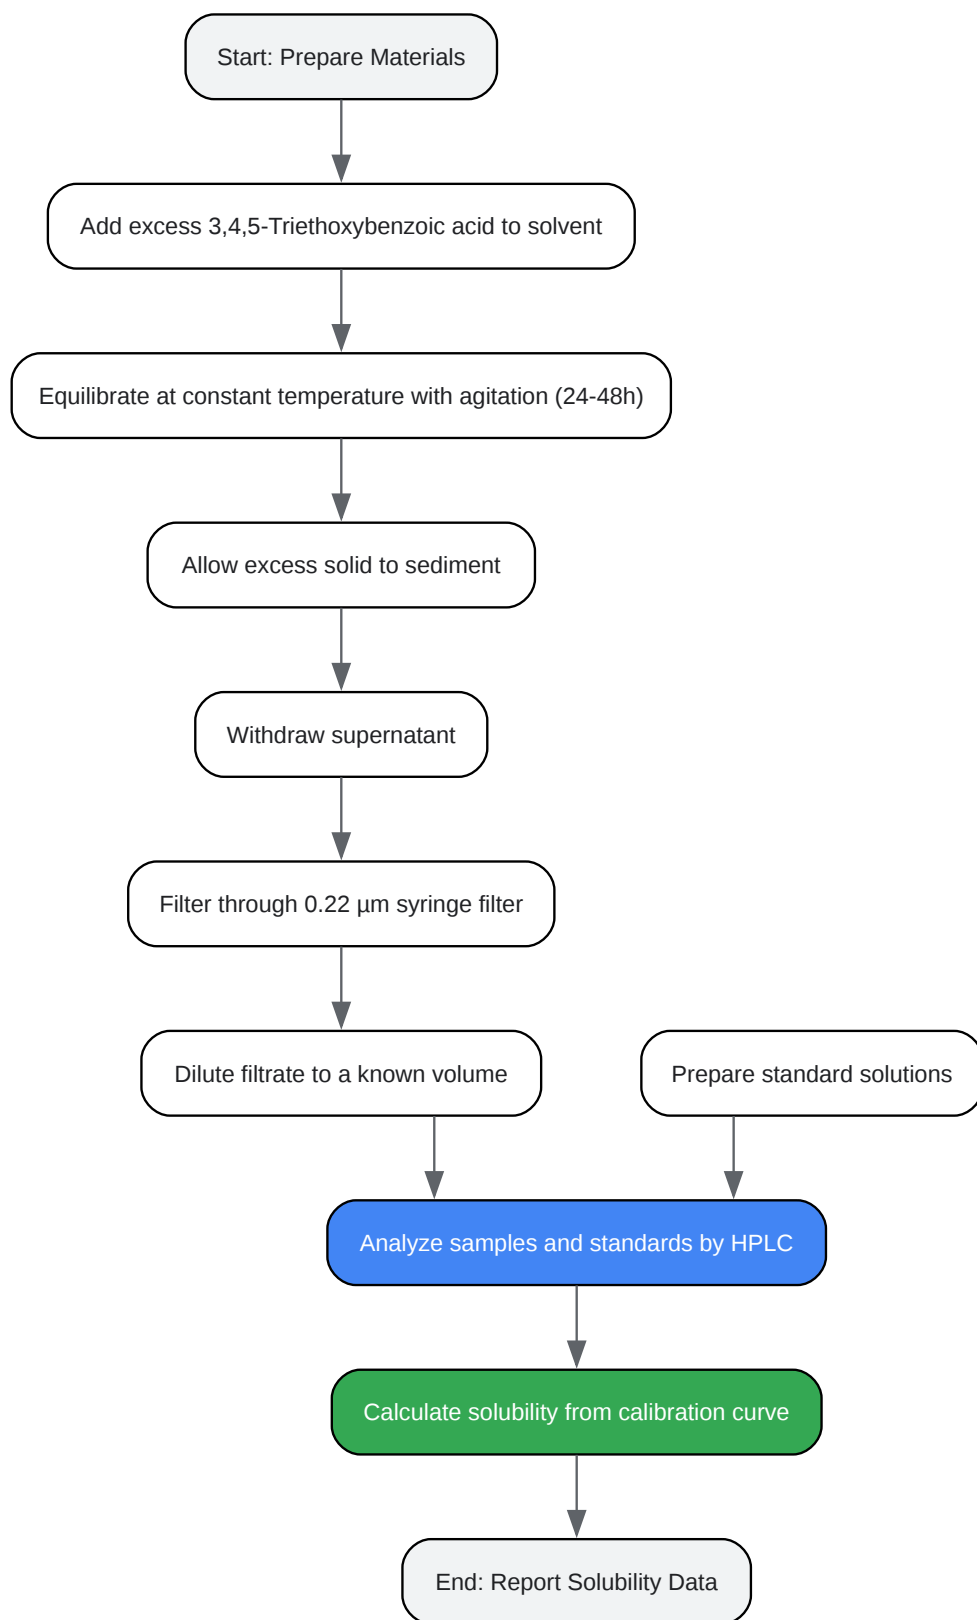 Start: Prepare Materials
Add excess 3,4,5-Triethoxybenzoic acid to solvent
Equilibrate at constant temperature with agitation (24-48h)
Allow excess solid to sediment
Withdraw supernatant
Filter through 0.22 µm syringe filter
Dilute filtrate to a known volume
Prepare standard solutions
Analyze samples and standards by HPLC
Calculate solubility from calibration curve
End: Report Solubility Data